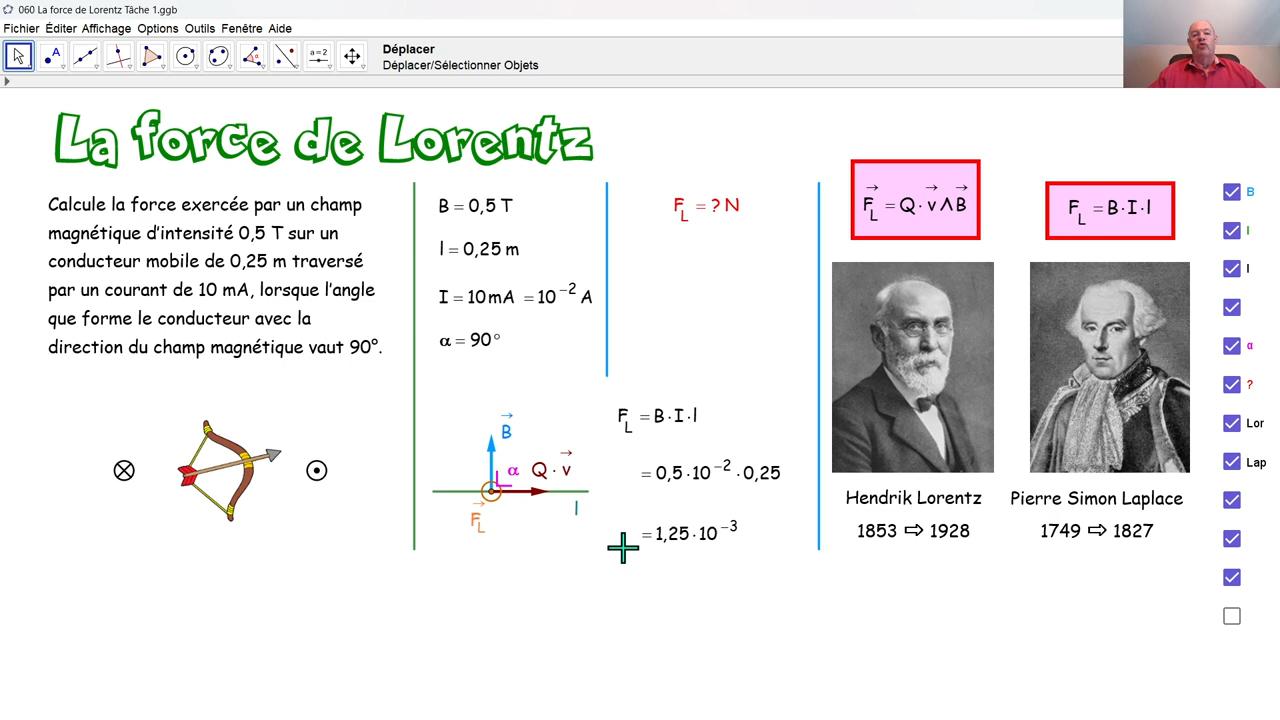 060 La force de Lorentz Tâche 1.ggb
Fichier Éditer Affichage Options Outils Fenêtre Aide
A
a=2
Déplacer
Déplacer/Sélectionner Objets
La force de Lorentz
Calcule la force exercée par un champ
magnétique d’intensité 0,5 T sur un
conducteur mobile de 0,25 m traversé
par un courant de 10 mA, lorsque l’angle
que forme le conducteur avec la
direction du champ magnétique vaut 90°.
B = 0,5 T
l = 0,25 m
I = 10 mA = 10⁻² A
α = 90°
B⃗
α Q · v⃗
F⃗_L
l
F_L = ? N
F_L = B · I · l
= 0,5 · 10⁻² · 0,25
= 1,25 · 10⁻³
F⃗_L = Q · v⃗ ∧ B⃗
F_L = B · I · l
Hendrik Lorentz
1853 ⇨ 1928
Pierre Simon Laplace
1749 ⇨ 1827
B
l
I
α
?
Lor
Lap